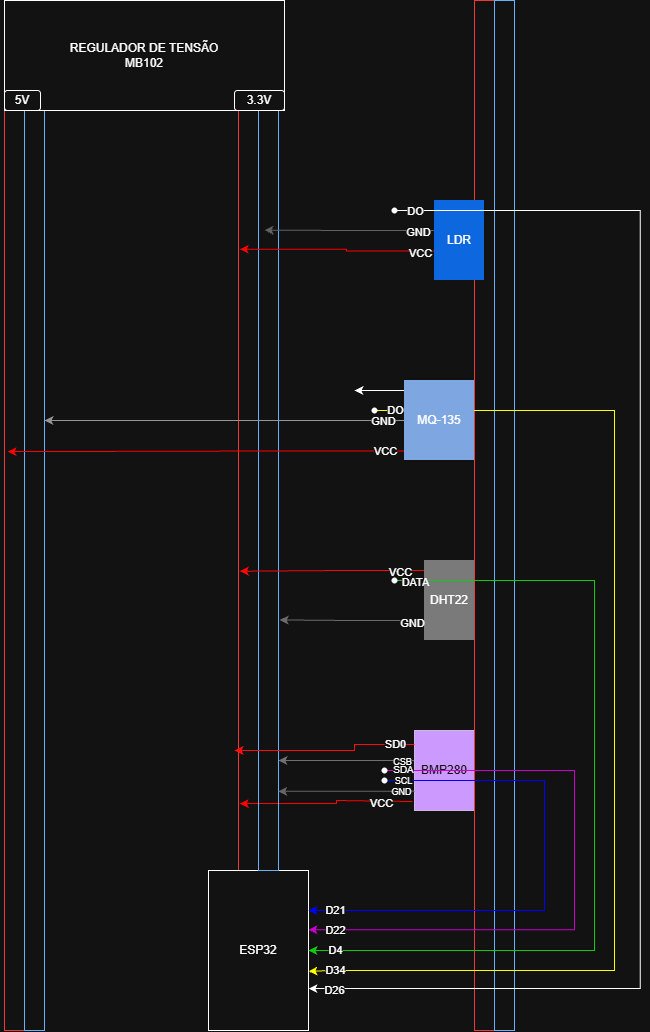 REGULADOR DE TENSÃO
MB102
5V
3.3V
DO
GND
VCC
LDR
DO
GND
VCC
MQ-135
VCC
DATA
GND
DHT22
SD0
CSB
SDA
SCL
GND
VCC
BMP280
ESP32
D21
D22
D4
D34
D26